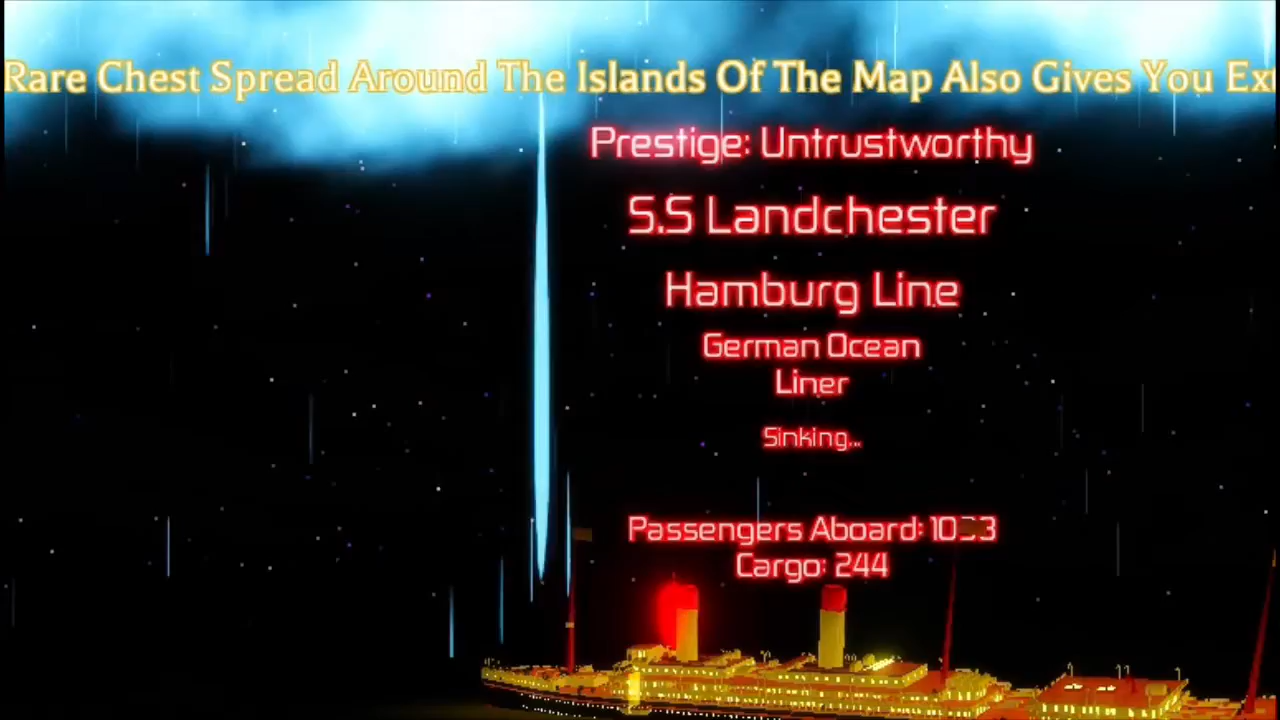 Rare Chest Spread Around The Islands Of The Map Also Gives You
Prestige: Untrustworthy
S.S Landchester
Hamburg Line
German Ocean
Liner
Sinking...
Passengers Aboard: 1033
Cargo: 244